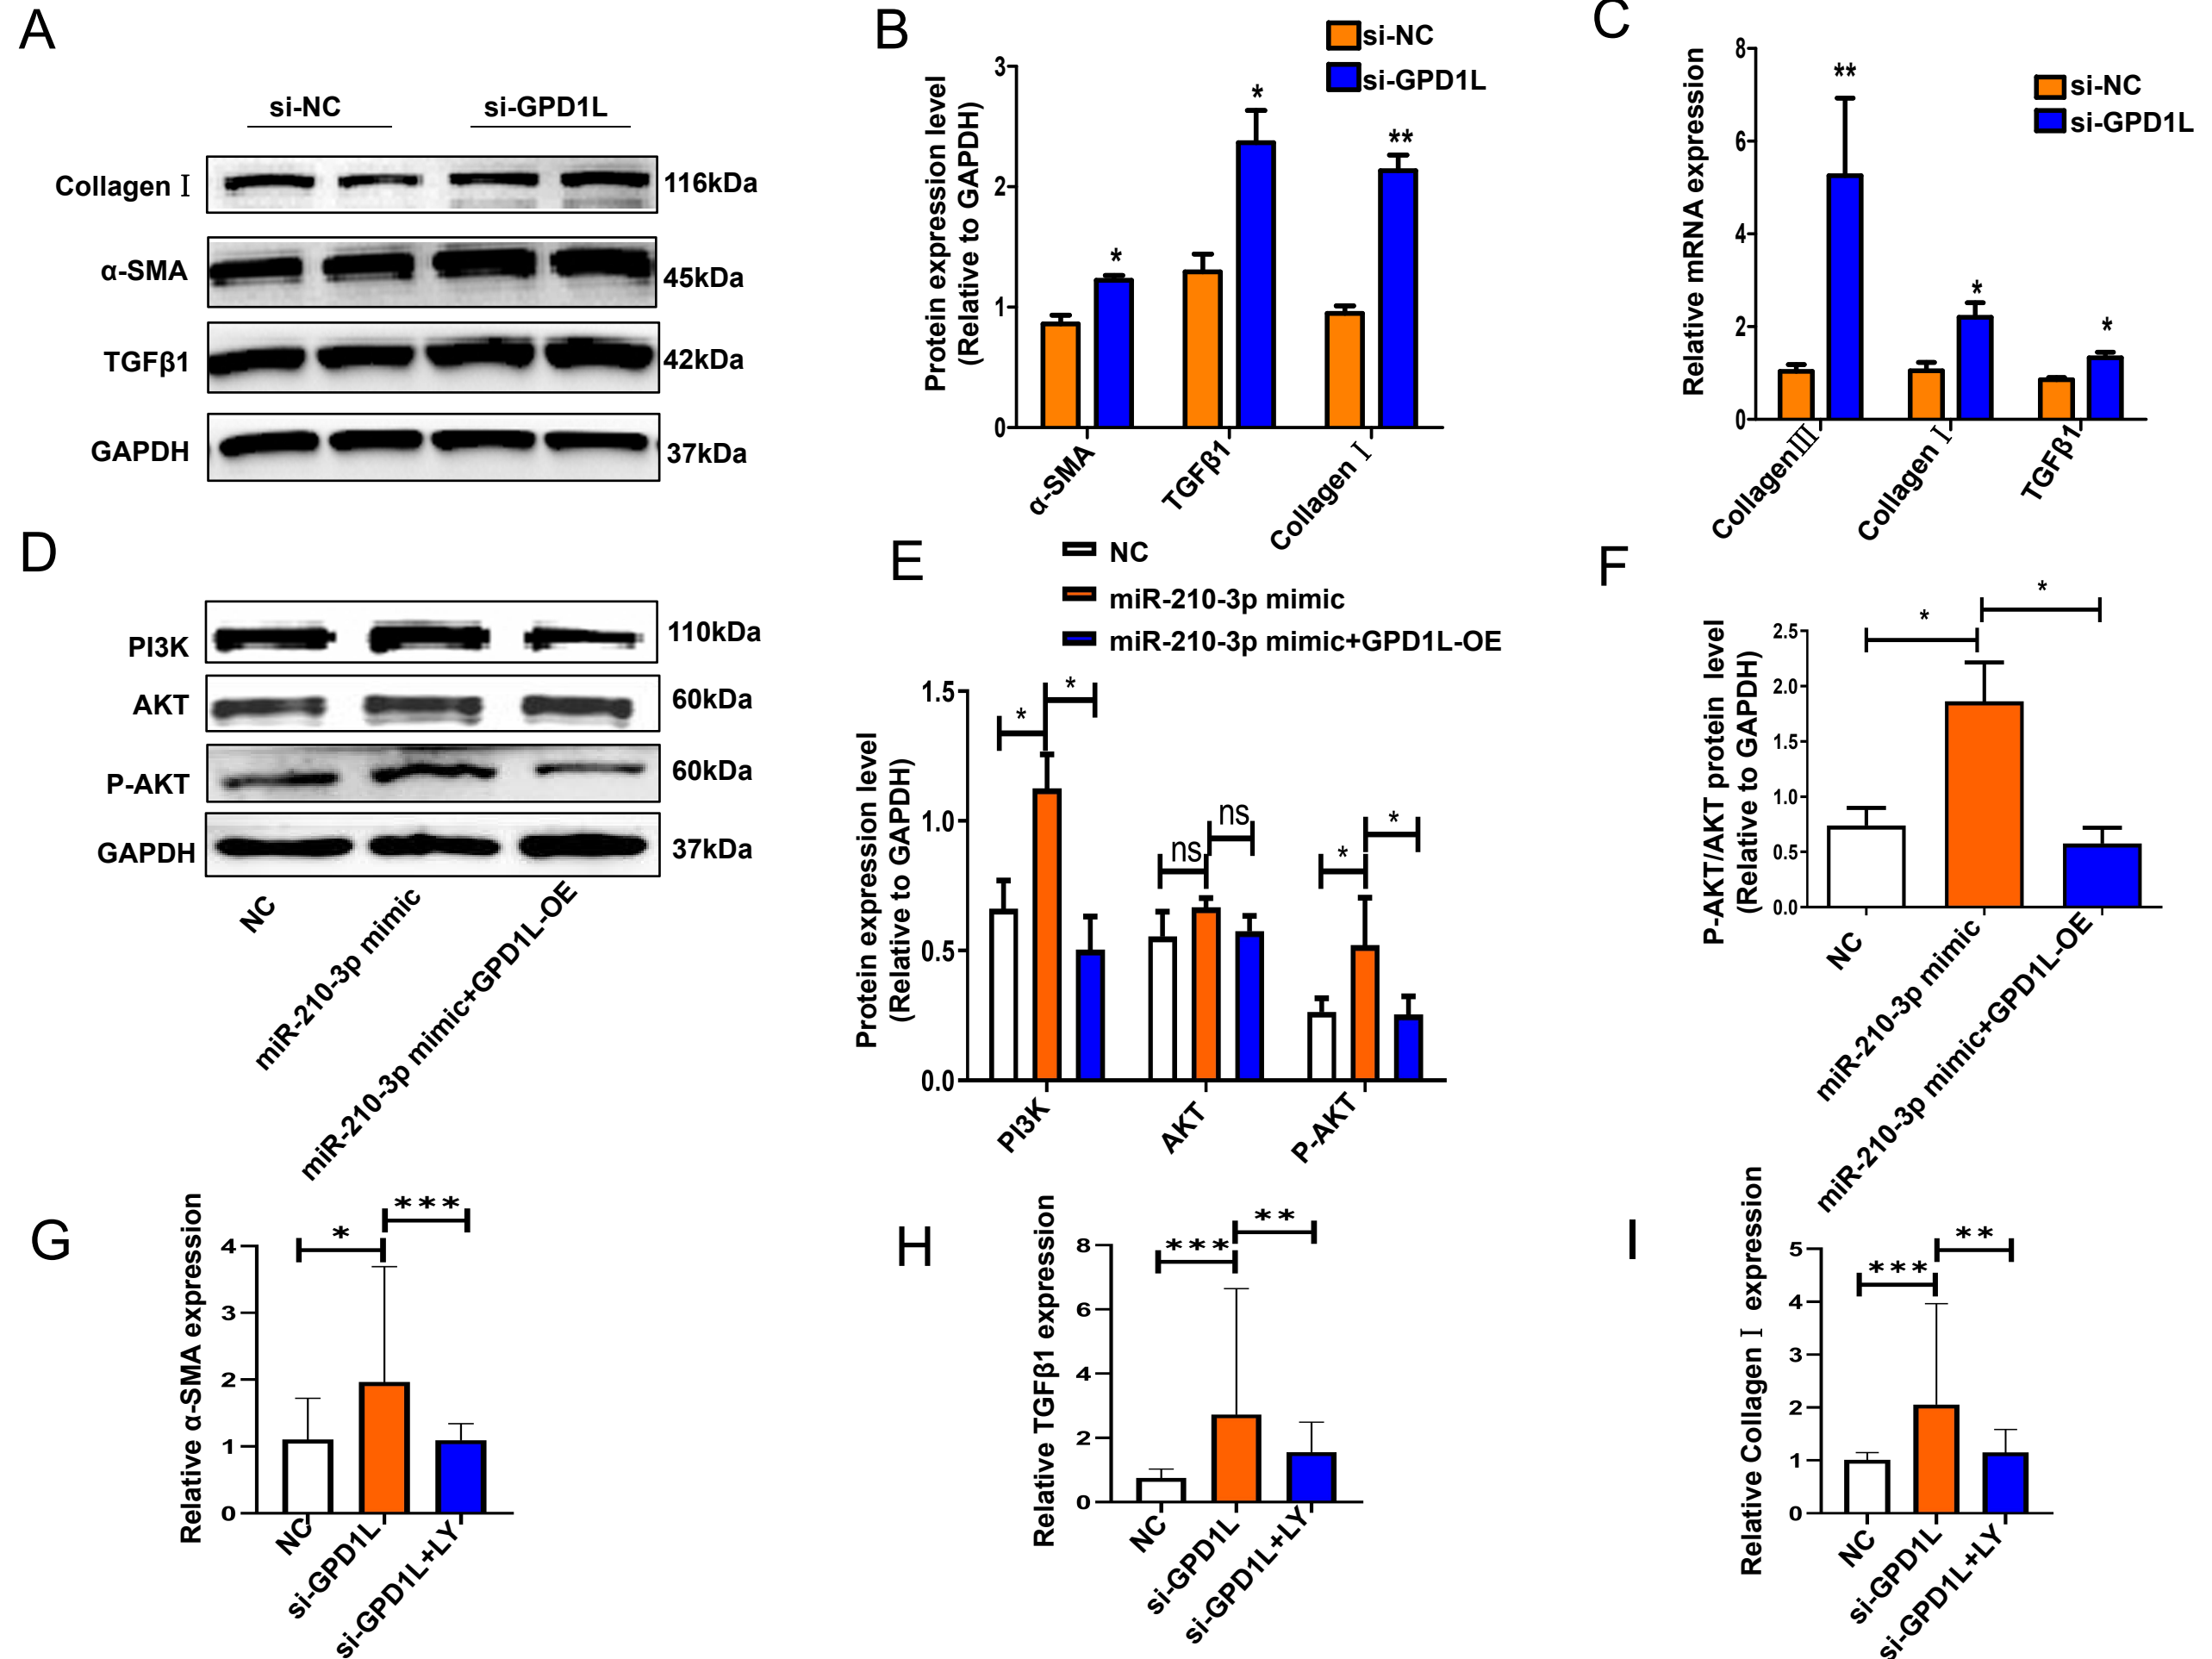 A
si-NC
si-GPD1L
Collagen Ⅰ
116kDa
α-SMA
45kDa
TGFβ1
42kDa
GAPDH
37kDa
B
si-NC
si-GPD1L
Protein expression level
(Relative to GAPDH)
3
2
1
0
*
*
**
α-SMA
TGFβ1
Collagen Ⅰ
C
si-NC
si-GPD1L
Relative mRNA expression
8
6
4
2
0
**
*
*
CollagenⅢ
Collagen Ⅰ
TGFβ1
D
PI3K
110kDa
AKT
60kDa
P-AKT
60kDa
GAPDH
37kDa
NC
miR-210-3p mimic
miR-210-3p mimic+GPD1L-OE
E
NC
miR-210-3p mimic
miR-210-3p mimic+GPD1L-OE
Protein expression level
(Relative to GAPDH)
1.5
1.0
0.5
0.0
*
*
ns
ns
*
*
PI3K
AKT
P-AKT
F
P-AKT/AKT protein level
(Relative to GAPDH)
2.5
2.0
1.5
1.0
0.5
0.0
*
*
NC
miR-210-3p mimic
miR-210-3p mimic+GPD1L-OE
G
Relative α-SMA expression
4
3
2
1
0
*
***
NC
si-GPD1L
si-GPD1L+LY
H
Relative TGFβ1 expression
8
6
4
2
0
***
**
NC
si-GPD1L
si-GPD1L+LY
I
Relative Collagen Ⅰ expression
5
4
3
2
1
0
***
**
NC
si-GPD1L
si-GPD1L+LY